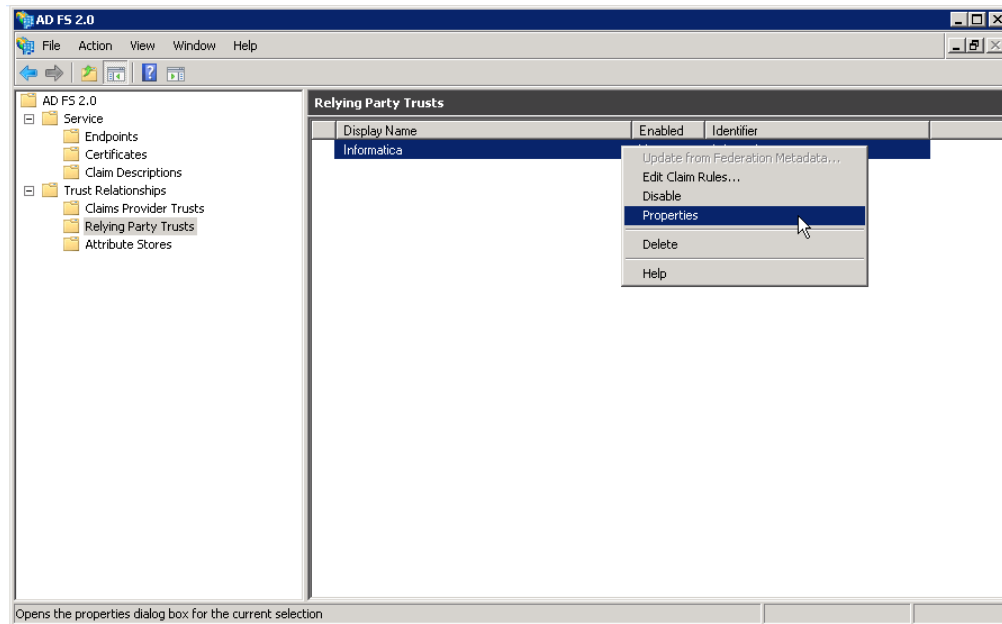 AD FS 2.0
File Action View Window Help
AD FS 2.0
Service
Endpoints
Certificates
Claim Descriptions
Trust Relationships
Claims Provider Trusts
Relying Party Trusts
Attribute Stores
Relying Party Trusts
Display Name Enabled Identifier
Informatica
Update from Federation Metadata...
Edit Claim Rules...
Disable
Properties
Delete
Help
Opens the properties dialog box for the current selection